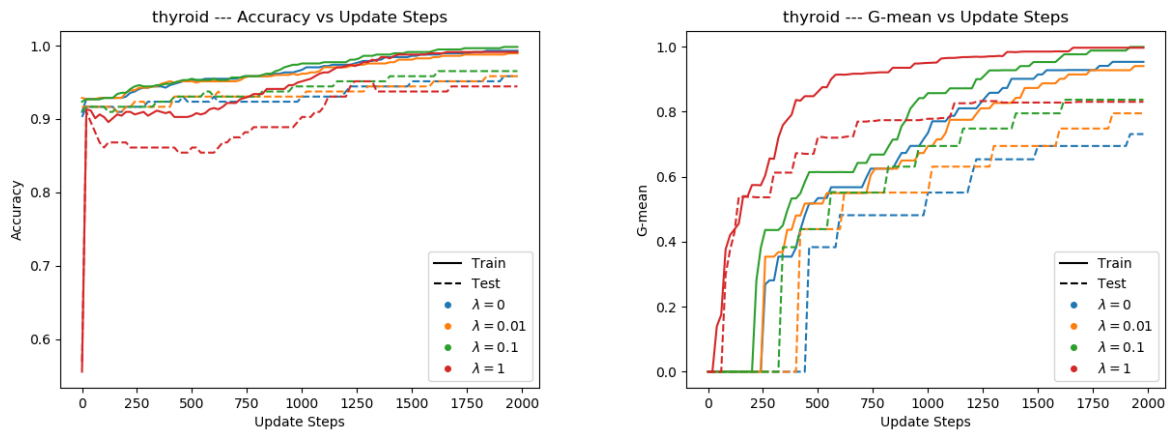 thyroid --- Accuracy vs Update Steps
1.0
0.9
0.8
0.7
0.6
Accuracy
0 250 500 750 1000 1250 1500 1750 2000
Update Steps
Train
Test
λ = 0
λ = 0.01
λ = 0.1
λ = 1
thyroid --- G-mean vs Update Steps
1.0
0.8
0.6
0.4
0.2
0.0
G-mean
0 250 500 750 1000 1250 1500 1750 2000
Update Steps
Train
Test
λ = 0
λ = 0.01
λ = 0.1
λ = 1